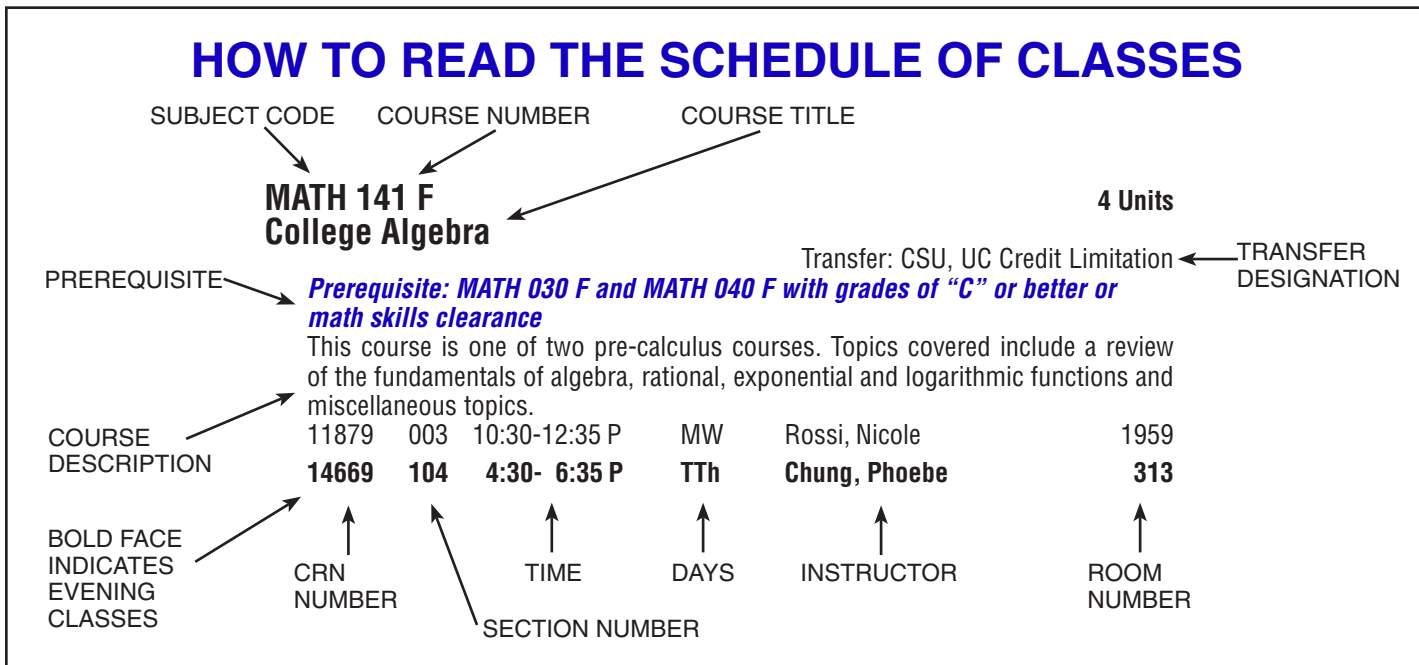 HOW TO READ THE SCHEDULE OF CLASSES
SUBJECT CODE COURSE NUMBER COURSE TITLE
MATH 141 F
4 Units
College Algebra
Transfer: CSU, UC Credit Limitation
TRANSFER
DESIGNATION
PREREQUISITE
Prerequisite: MATH 030 F and MATH 040 F with grades of “C” or better or
math skills clearance
This course is one of two pre-calculus courses. Topics covered include a review
of the fundamentals of algebra, rational, exponential and logarithmic functions and
miscellaneous topics.
COURSE
DESCRIPTION
11879 003 10:30-12:35 P MW Rossi, Nicole 1959
14669 104 4:30- 6:35 P TTh Chung, Phoebe 313
BOLD FACE
INDICATES
EVENING
CLASSES
CRN
NUMBER
SECTION NUMBER
TIME
DAYS
INSTRUCTOR
ROOM
NUMBER